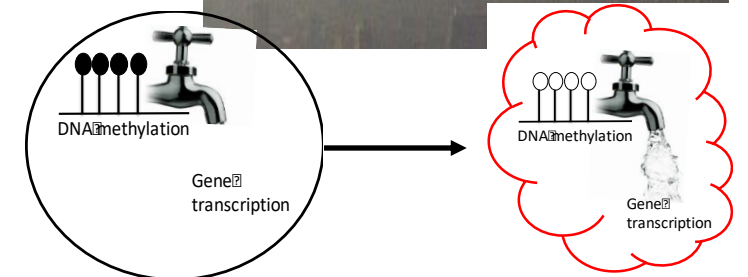 DNA⍰methylation
Gene⍰
transcription
DNA⍰methylation
Gene⍰
transcription